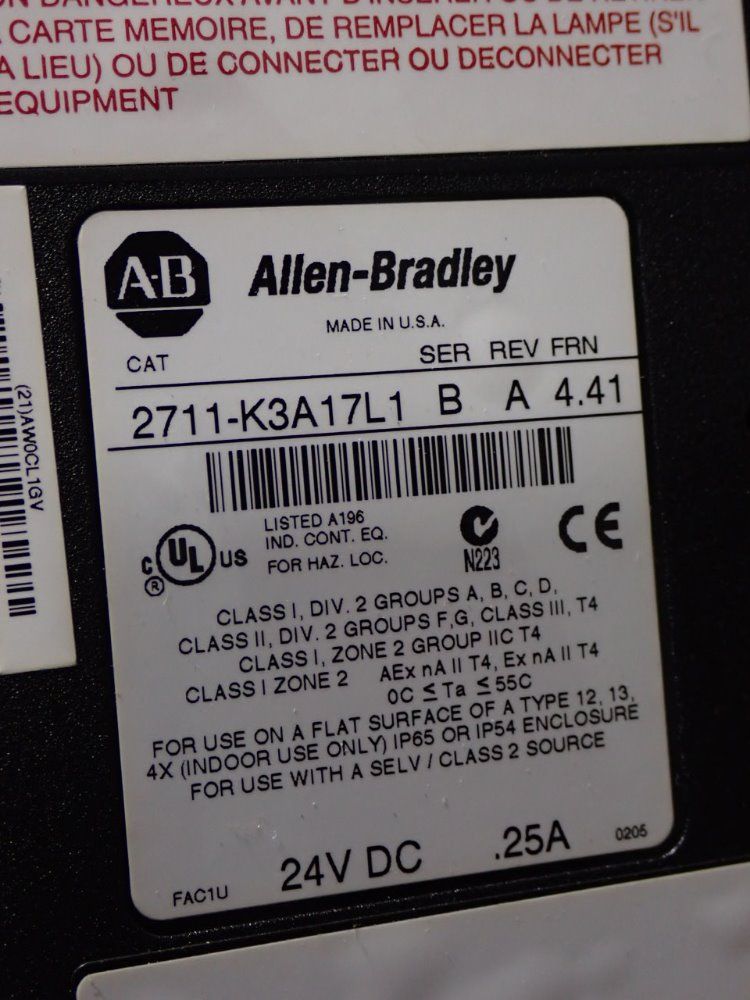 A CARTE MEMOIRE, DE REMPLACER LA LAMPE (S'IL
A LIEU) OU DE CONNECTER OU DECONNECTER
EQUIPMENT
(21)AW0CL1GV
A-B Allen-Bradley
MADE IN U.S.A.
CAT SER REV FRN
2711-K3A17L1 B A 4.41
C UL US ®
LISTED A196
IND. CONT. EQ.
FOR HAZ. LOC.
N223
CE
CLASS I, DIV. 2 GROUPS A, B, C, D,
CLASS II, DIV. 2 GROUPS F,G, CLASS III, T4
CLASS I, ZONE 2 GROUP IIC T4
CLASS I ZONE 2 AEx nA II T4, Ex nA II T4
0C ≤ Ta ≤ 55C
FOR USE ON A FLAT SURFACE OF A TYPE 12, 13,
4X (INDOOR USE ONLY) IP65 OR IP54 ENCLOSURE
FOR USE WITH A SELV / CLASS 2 SOURCE
FAC1U 24V DC .25A 0205